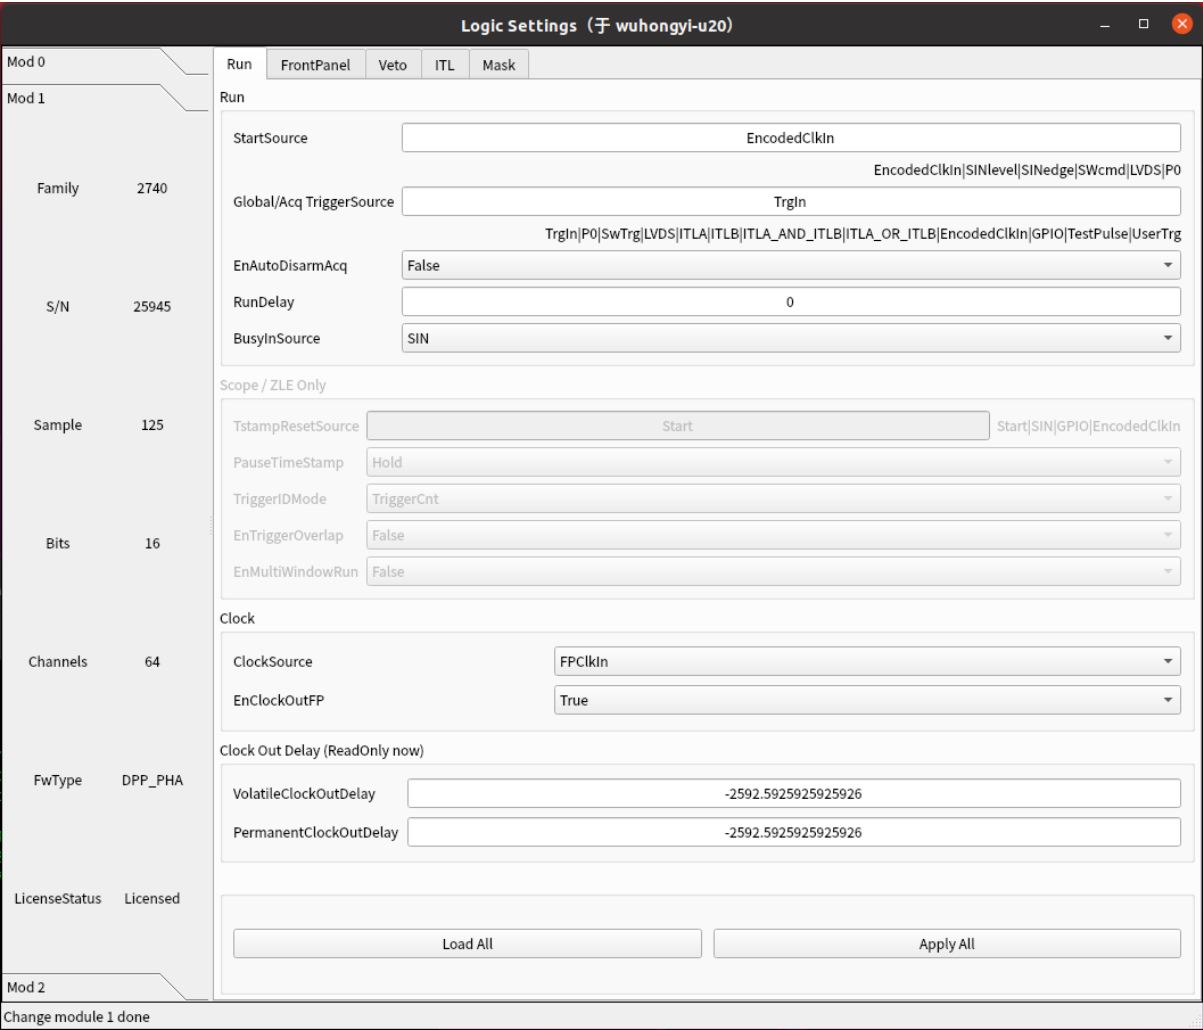 Logic Settings（于 wuhongyi-u20）
Mod 0
Mod 1
Family 2740
S/N 25945
Sample 125
Bits 16
Channels 64
FwType DPP_PHA
LicenseStatus Licensed
Mod 2
Run FrontPanel Veto ITL Mask
Run
StartSource EncodedClkIn
EncodedClkIn|SINlevel|SINedge|SWcmd|LVDS|P0
Global/Acq TriggerSource TrgIn
TrgIn|P0|SwTrg|LVDS|ITLA|ITLB|ITLA_AND_ITLB|ITLA_OR_ITLB|EncodedClkIn|GPIO|TestPulse|UserTrg
EnAutoDisarmAcq False
RunDelay 0
BusyInSource SIN
Scope / ZLE Only
TstampResetSource Start Start|SIN|GPIO|EncodedClkIn
PauseTimeStamp Hold
TriggerIDMode TriggerCnt
EnTriggerOverlap False
EnMultiWindowRun False
Clock
ClockSource FPClkIn
EnClockOutFP True
Clock Out Delay (ReadOnly now)
VolatileClockOutDelay -2592.5925925925926
PermanentClockOutDelay -2592.5925925925926
Load All Apply All
Change module 1 done